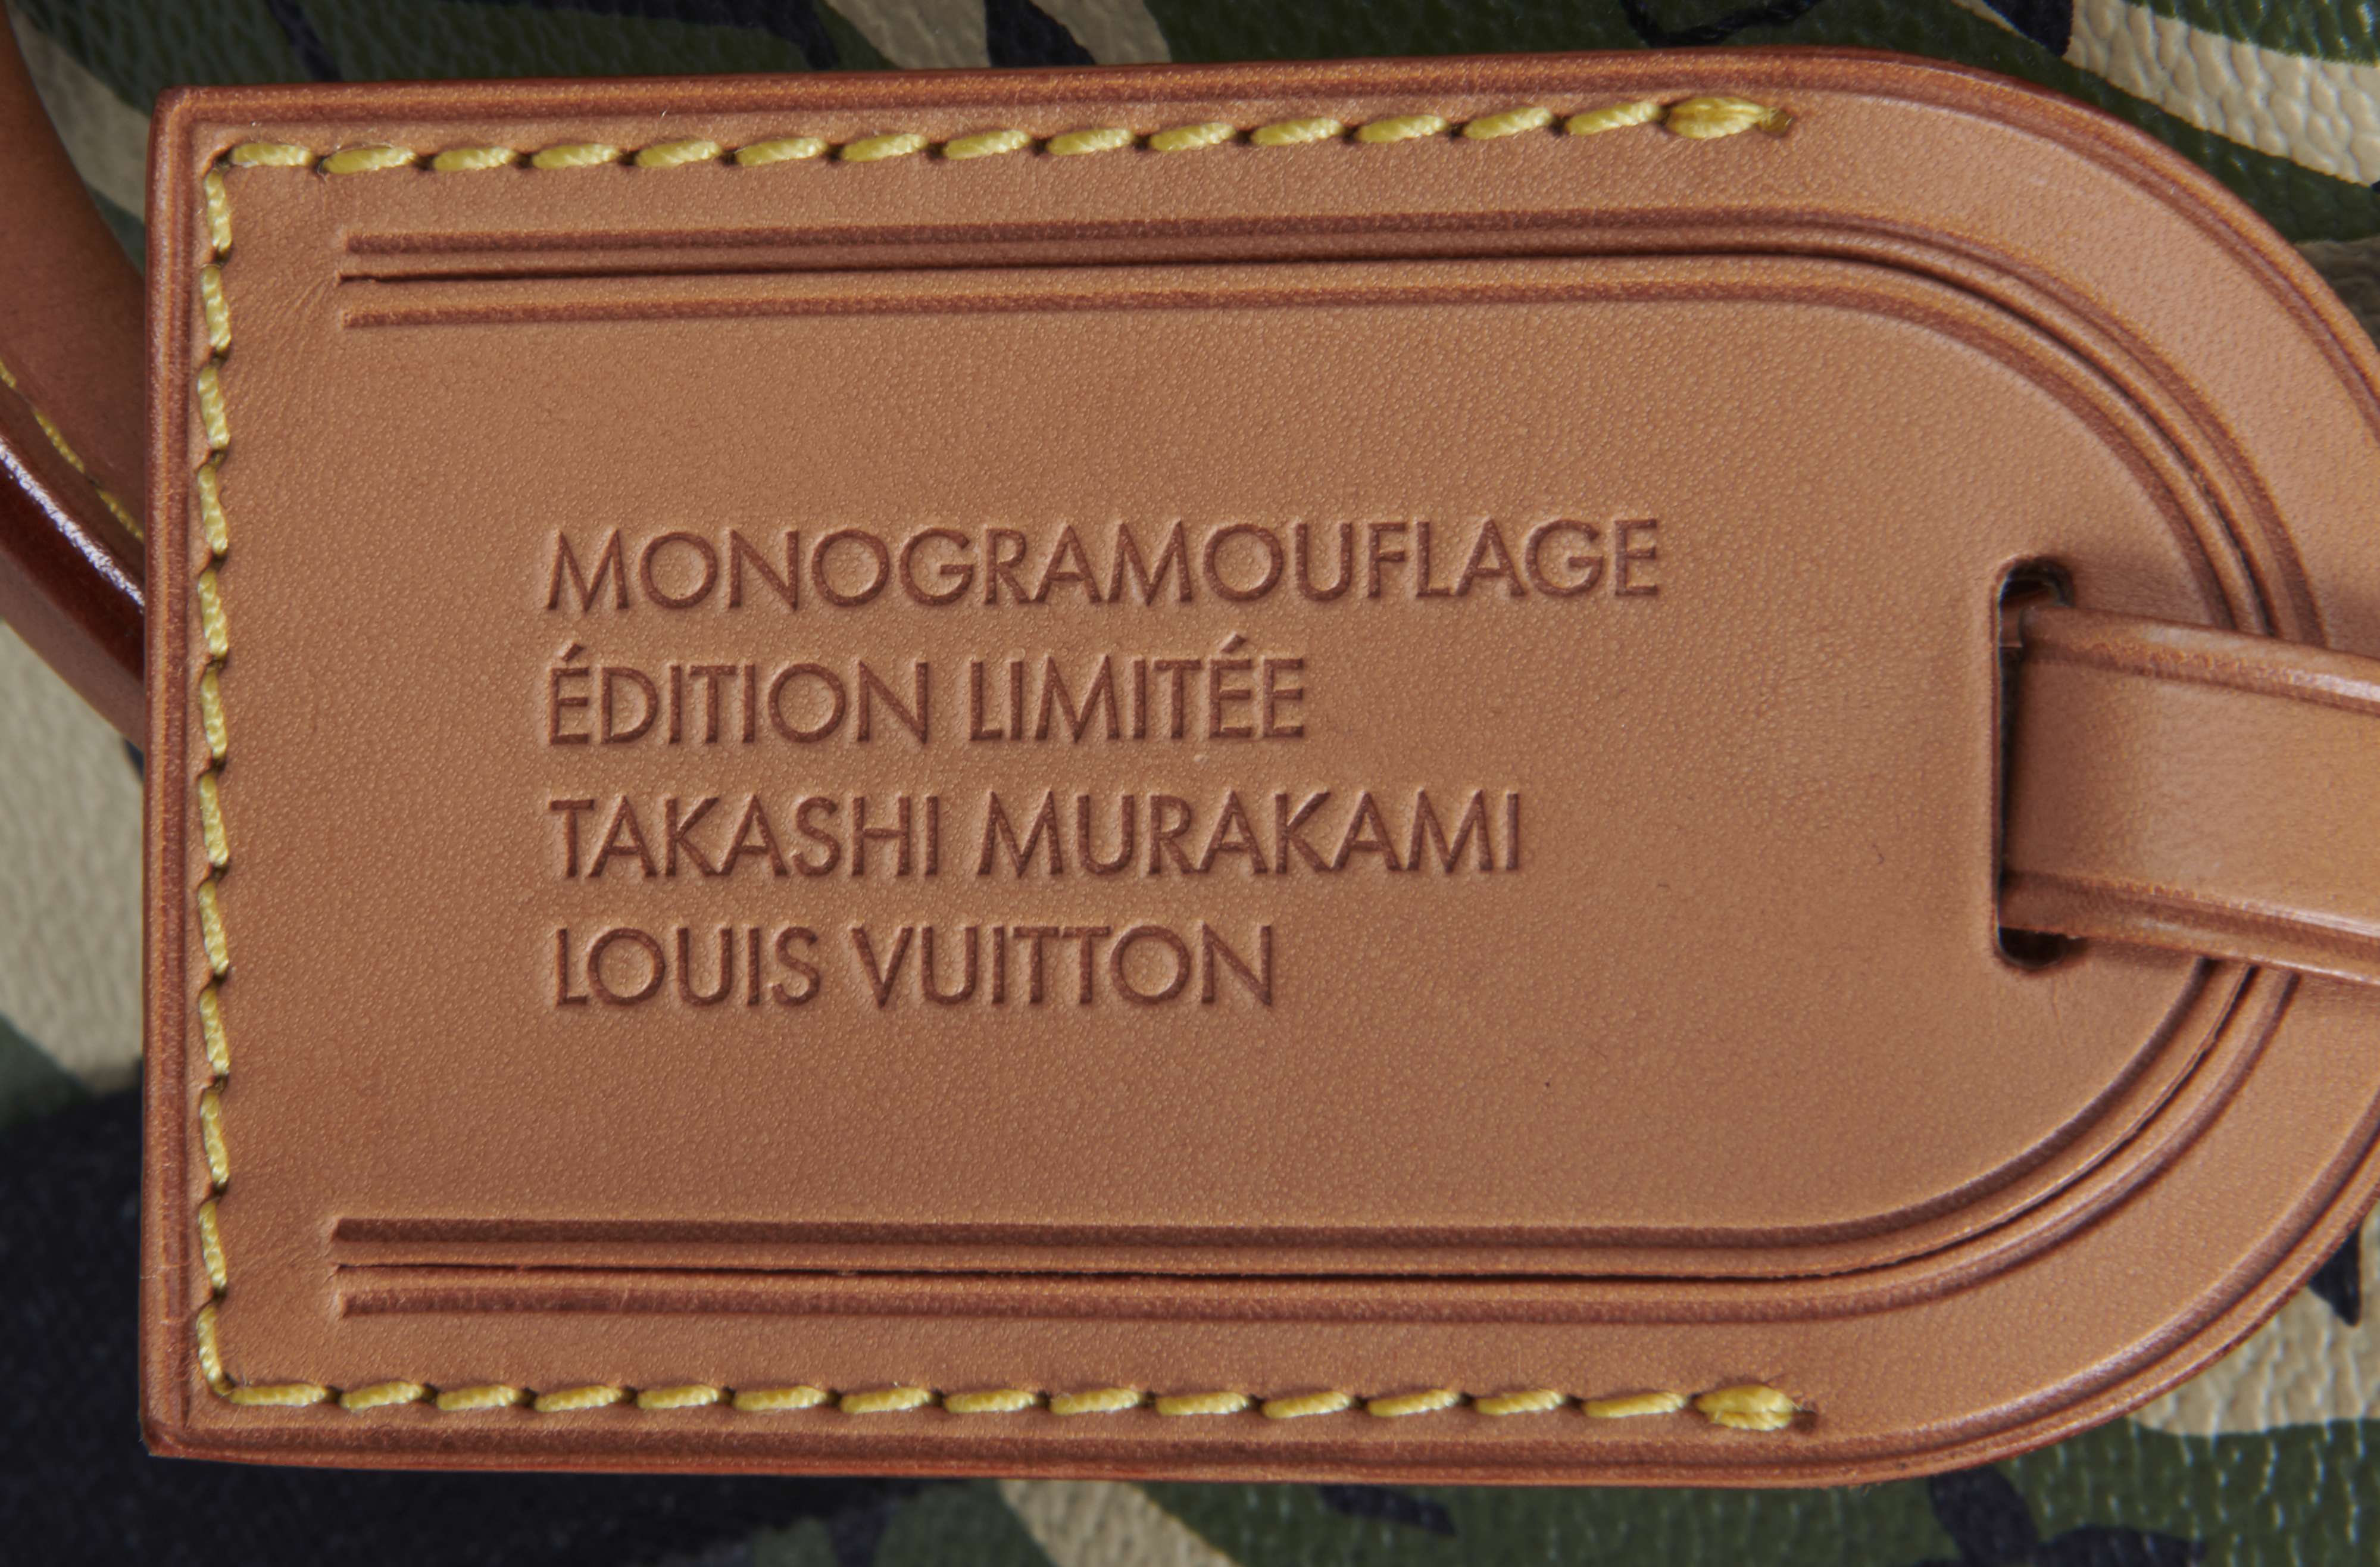 MONOGRAMOUFLAGE
ÉDITION LIMITÉE
TAKASHI MURAKAMI
LOUIS VUITTON